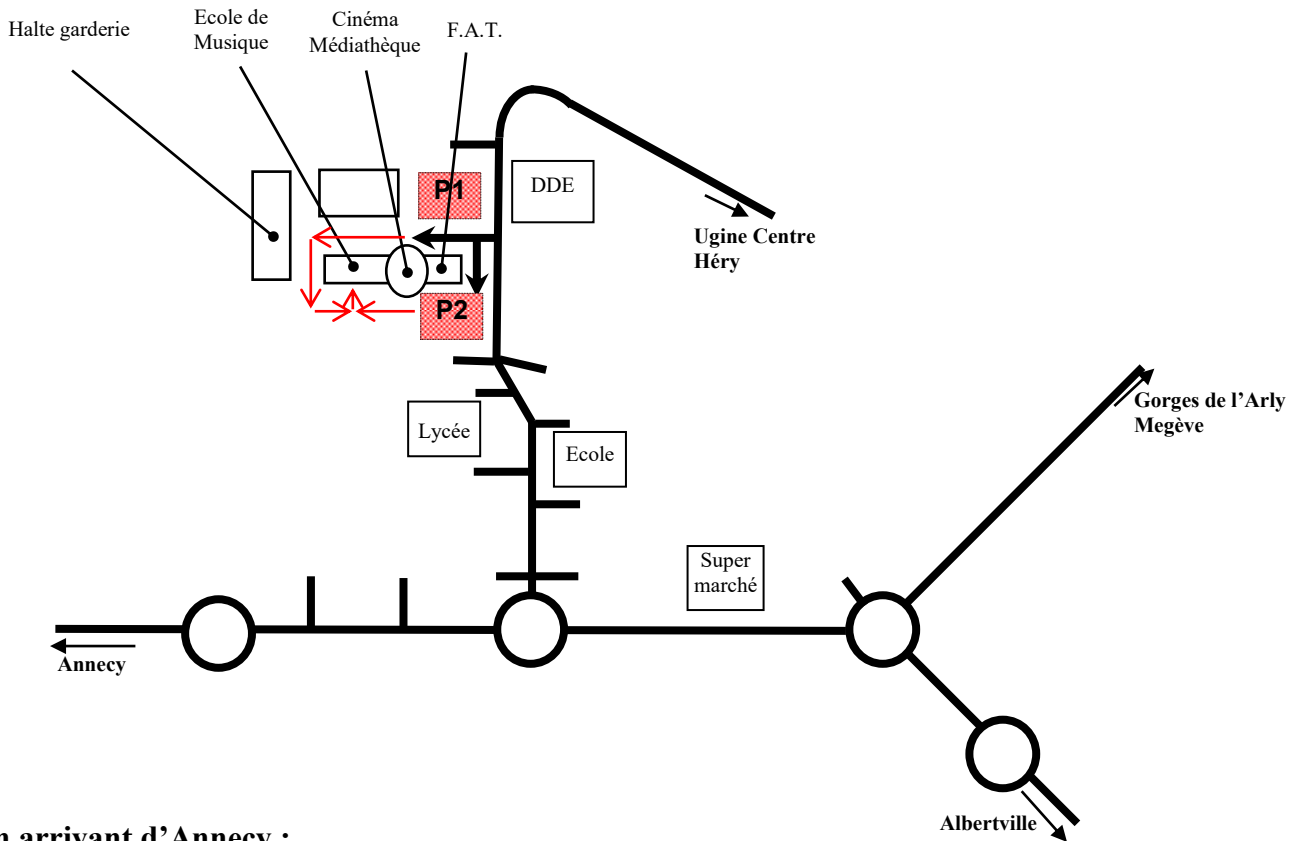 Halte garderie
Ecole de
Musique
Cinéma
Médiathèque
F.A.T.
P1
DDE
Ugine Centre
Héry
P2
Lycée
Ecole
Gorges de l’Arly
Megève
Super
marché
Annecy
Albertville
n arrivant d’Annecy :